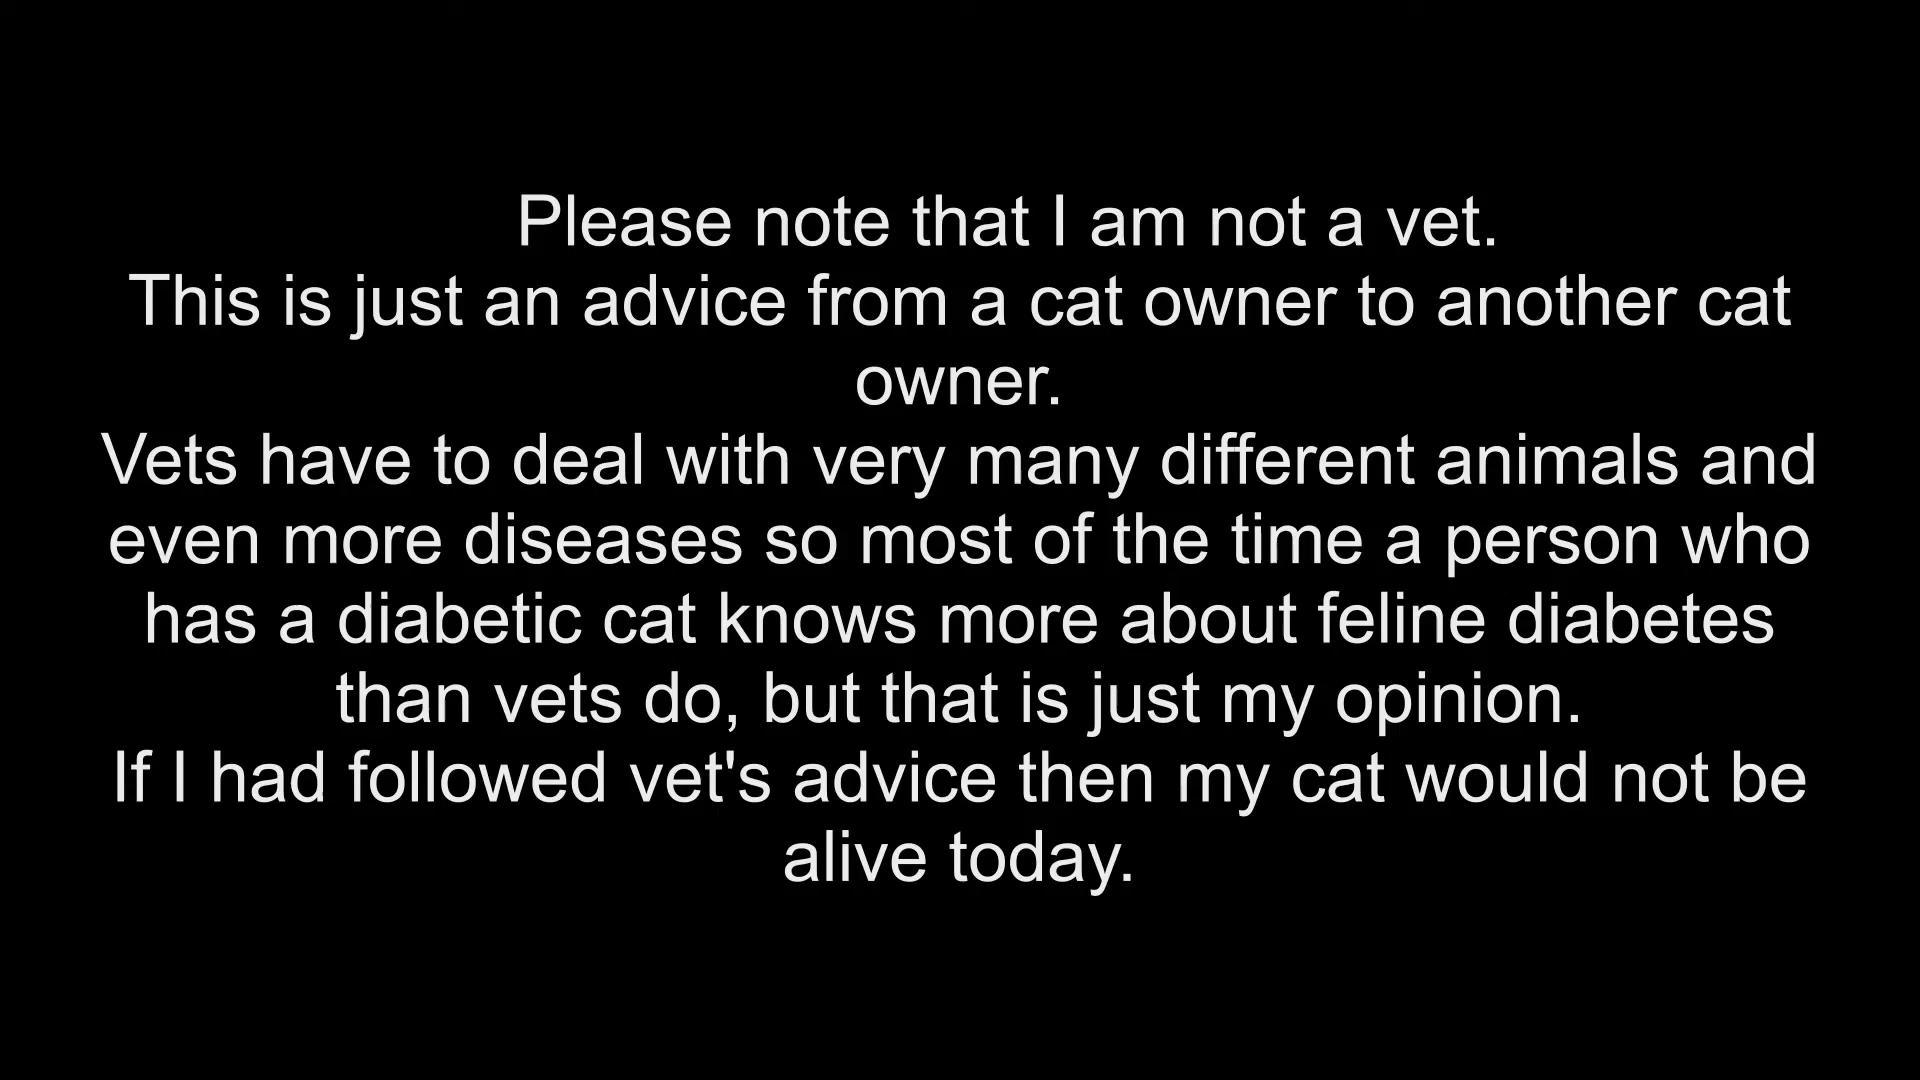 Please note that I am not a vet.
This is just an advice from a cat owner to another cat
owner.
Vets have to deal with very many different animals and
even more diseases so most of the time a person who
has a diabetic cat knows more about feline diabetes
than vets do, but that is just my opinion.
If I had followed vet's advice then my cat would not be
alive today.